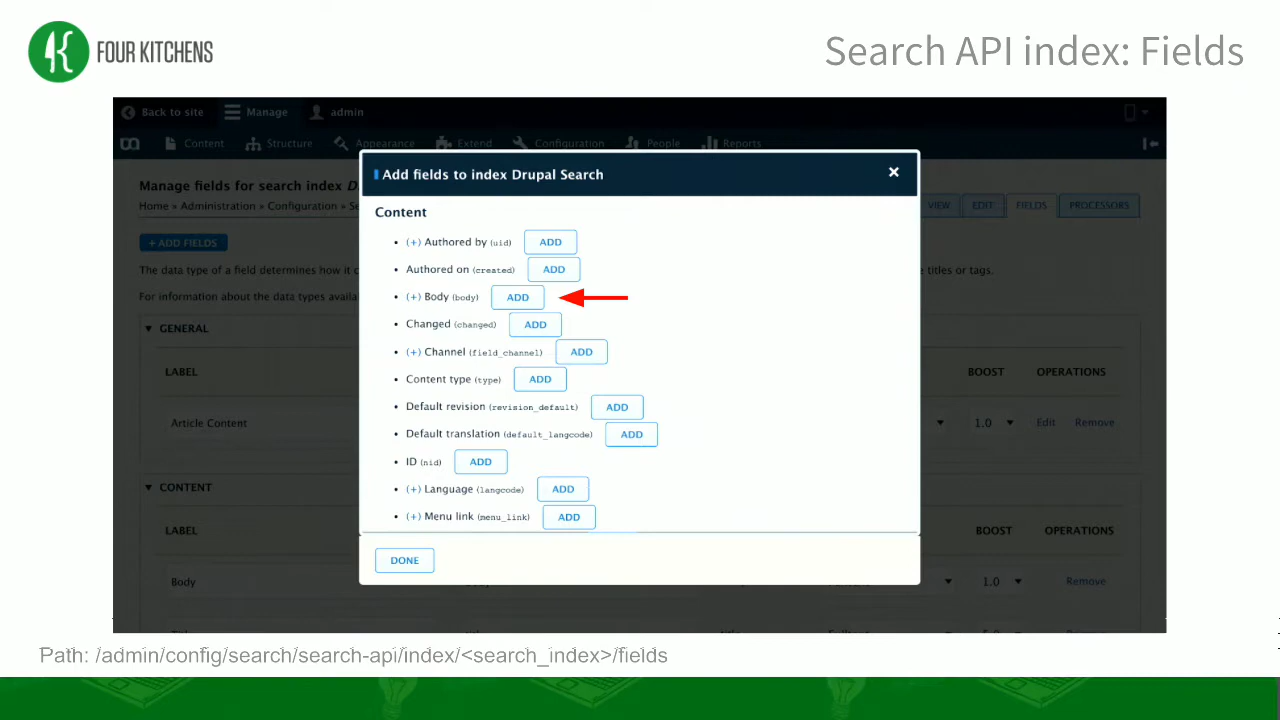 FOUR KITCHENS
Search API index: Fields
Back to site Manage admin
Content Structure Appearance Extend Configuration People Reports
Add fields to index Drupal Search ×
Manage fields for search index
Home » Administration » Configuration »
VIEW EDIT FIELDS PROCESSORS
+ ADD FIELDS
The data type of a field determines how it
titles or tags.
For information about the data types
Content
(+) Authored by (uid) ADD
Authored on (created) ADD
(+) Body (body) ADD
Changed (changed) ADD
(+) Channel (field_channel) ADD
Content type (type) ADD
Default revision (revision_default) ADD
Default translation (default_langcode) ADD
ID (nid) ADD
(+) Language (langcode) ADD
(+) Menu link (menu_link) ADD
DONE
GENERAL
LABEL BOOST OPERATIONS
Article Content 1.0 Edit Remove
CONTENT
LABEL BOOST OPERATIONS
Body 1.0 Remove
Path: /admin/config/search/search-api/index/<search_index>/fields